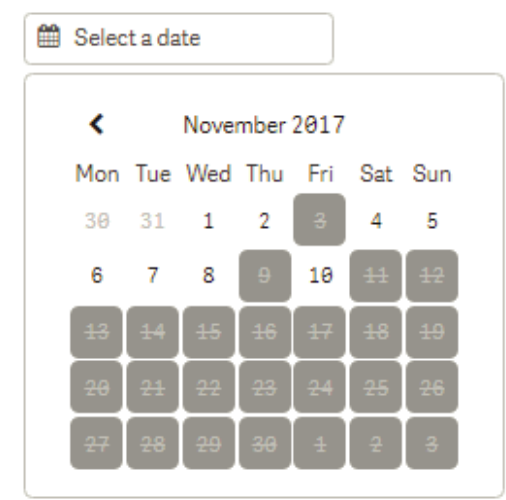 Select a date
November 2017
Mon Tue Wed Thu Fri Sat Sun
30 31 1 2 3 4 5
6 7 8 9 10 11 12
13 14 15 16 17 18 19
20 21 22 23 24 25 26
27 28 29 30 1 2 3